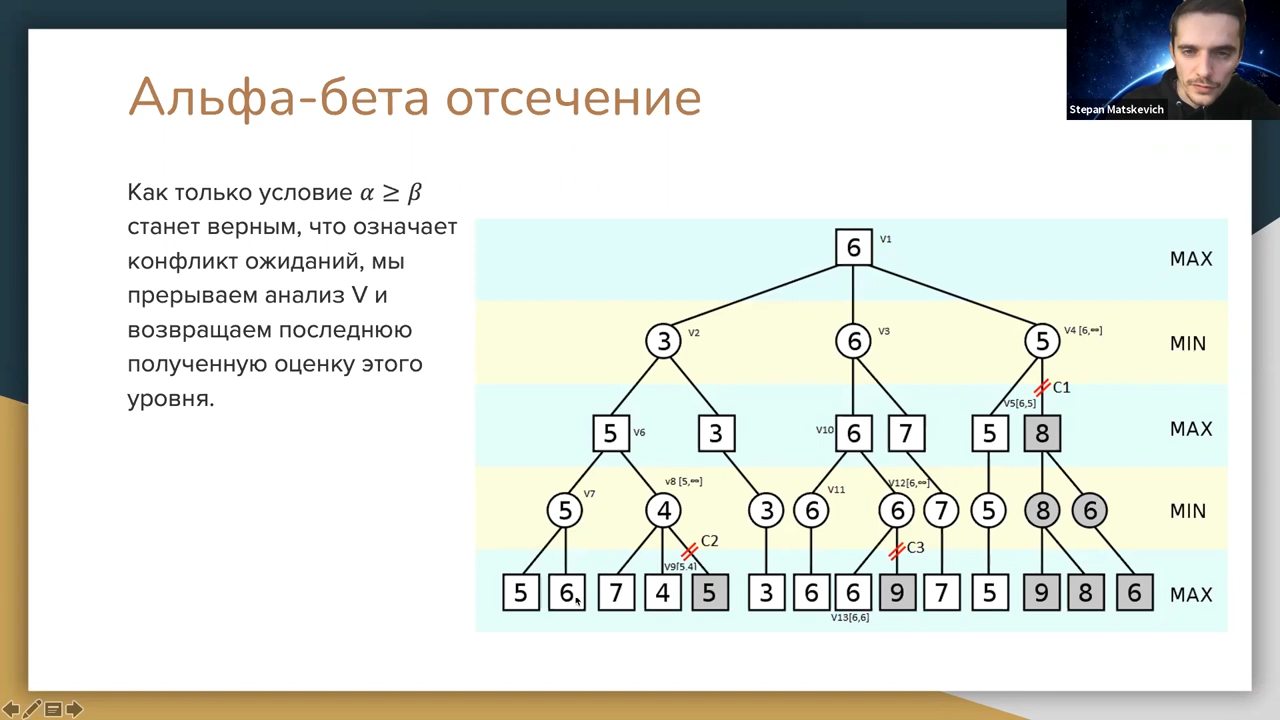 Stepan Matskevich
Альфа-бета отсечение
Как только условие α ≥ β
станет верным, что означает
конфликт ожиданий, мы
прерываем анализ V и
возвращаем последнюю
полученную оценку этого
уровня.
6 V1 MAX
3 V2 6 V3 5 V4 [6,∞] MIN
C1
V5[6,5]
5 V6 3 V10 6 7 5 8 MAX
v8 [5,∞] V12[6,∞]
5 V7 4 3 6 V11 6 7 5 8 6 MIN
C2 C3
V9[5.4]
5 6 7 4 5 3 6 6 9 7 5 9 8 6 MAX
V13[6,6]